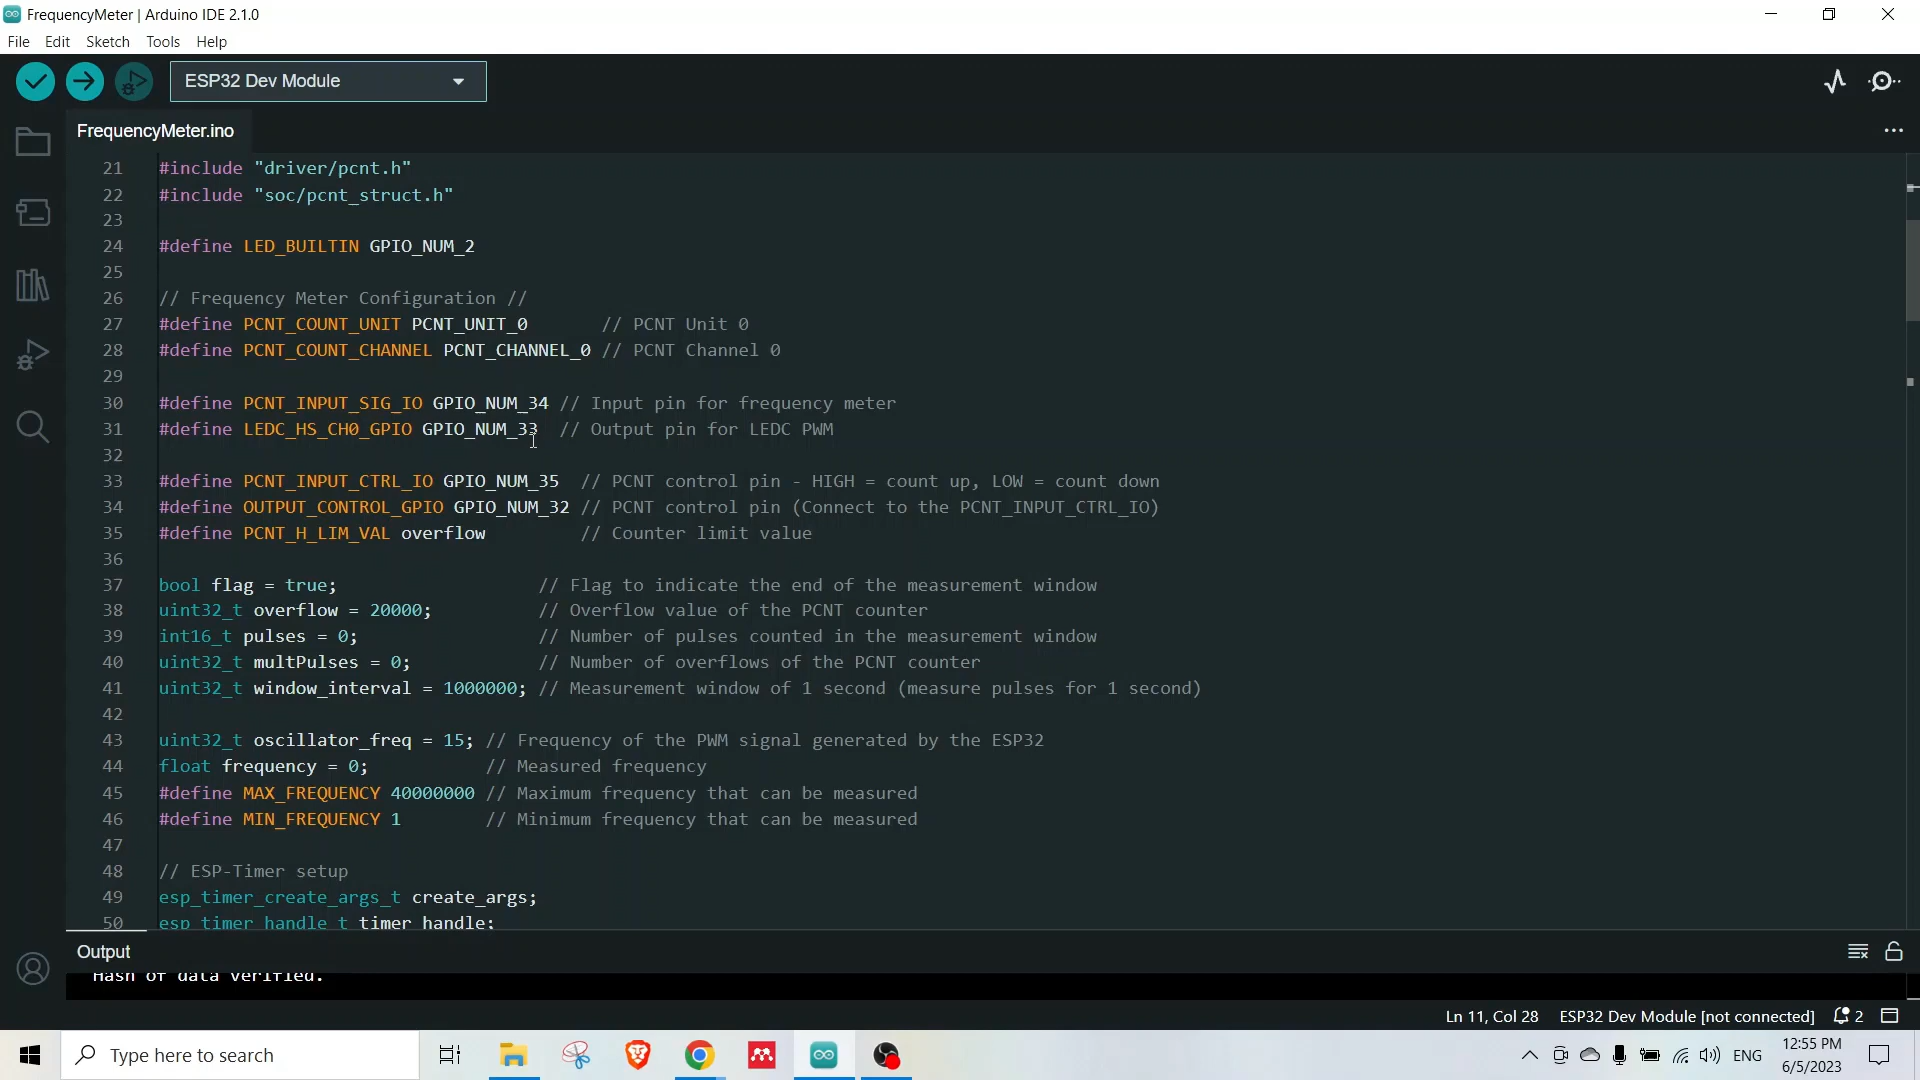 FrequencyMeter | Arduino IDE 2.1.0
File Edit Sketch Tools Help
ESP32 Dev Module
FrequencyMeter.ino
21 #include "driver/pcnt.h"
22 #include "soc/pcnt_struct.h"
23
24 #define LED_BUILTIN GPIO_NUM_2
25
26 // Frequency Meter Configuration //
27 #define PCNT_COUNT_UNIT PCNT_UNIT_0 // PCNT Unit 0
28 #define PCNT_COUNT_CHANNEL PCNT_CHANNEL_0 // PCNT Channel 0
29
30 #define PCNT_INPUT_SIG_IO GPIO_NUM_34 // Input pin for frequency meter
31 #define LEDC_HS_CH0_GPIO GPIO_NUM_33 // Output pin for LEDC PWM
32
33 #define PCNT_INPUT_CTRL_IO GPIO_NUM_35 // PCNT control pin - HIGH = count up, LOW = count down
34 #define OUTPUT_CONTROL_GPIO GPIO_NUM_32 // PCNT control pin (Connect to the PCNT_INPUT_CTRL_IO)
35 #define PCNT_H_LIM_VAL overflow // Counter limit value
36
37 bool flag = true; // Flag to indicate the end of the measurement window
38 uint32_t overflow = 20000; // Overflow value of the PCNT counter
39 int16_t pulses = 0; // Number of pulses counted in the measurement window
40 uint32_t multPulses = 0; // Number of overflows of the PCNT counter
41 uint32_t window_interval = 1000000; // Measurement window of 1 second (measure pulses for 1 second)
42
43 uint32_t oscillator_freq = 15; // Frequency of the PWM signal generated by the ESP32
44 float frequency = 0; // Measured frequency
45 #define MAX_FREQUENCY 40000000 // Maximum frequency that can be measured
46 #define MIN_FREQUENCY 1 // Minimum frequency that can be measured
47
48 // ESP-Timer setup
49 esp_timer_create_args_t create_args;
50 esp_timer_handle_t timer_handle;
Output
Hash of data verified.
Ln 11, Col 28 ESP32 Dev Module [not connected] 2
Type here to search
ENG
12:55 PM
6/5/2023